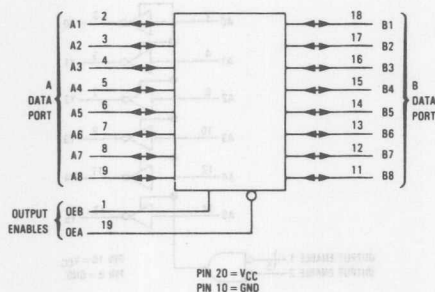 A1 2 18 B1
A2 3 17 B2
A3 4 16 B3
A4 5 15 B4
A5 6 14 B5
A6 7 13 B6
A7 8 12 B7
A8 9 11 B8
A
DATA
PORT
B
DATA
PORT
OUTPUT
ENABLES
OEB 1
OEA 19
PIN 20 = VCC
PIN 10 = GND